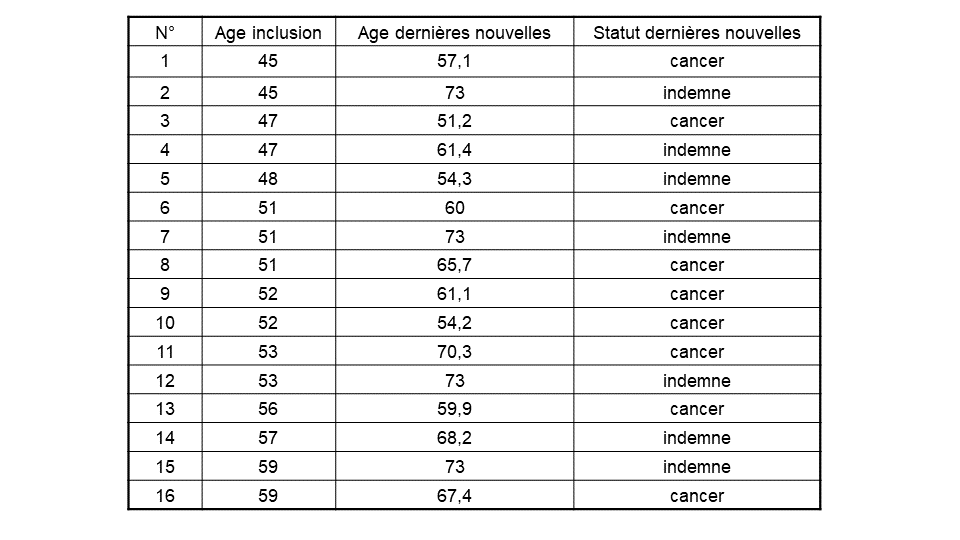 N° Age inclusion Age dernières nouvelles Statut dernières nouvelles
1 45 57,1 cancer
2 45 73 indemne
3 47 51,2 cancer
4 47 61,4 indemne
5 48 54,3 indemne
6 51 60 cancer
7 51 73 indemne
8 51 65,7 cancer
9 52 61,1 cancer
10 52 54,2 cancer
11 53 70,3 cancer
12 53 73 indemne
13 56 59,9 cancer
14 57 68,2 indemne
15 59 73 indemne
16 59 67,4 cancer